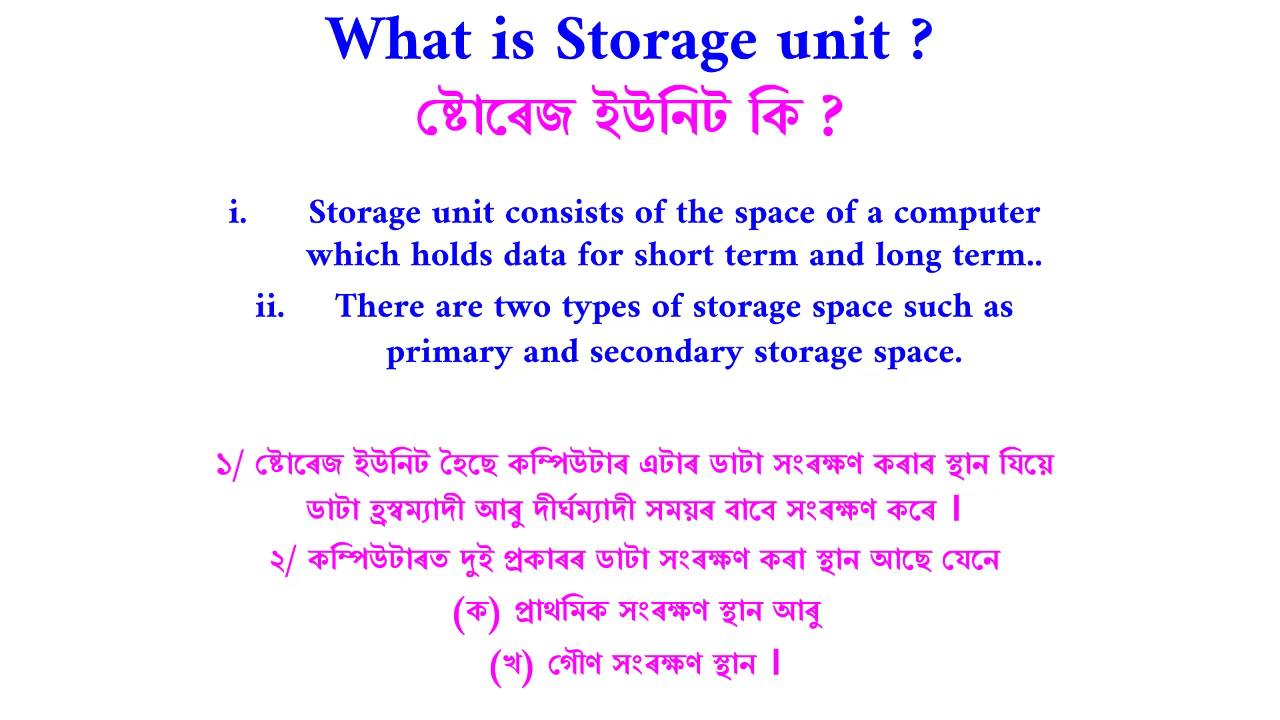 What is Storage unit ?
ষ্টোৰেজ ইউনিট কি ?
i. Storage unit consists of the space of a computer
which holds data for short term and long term..
ii. There are two types of storage space such as
primary and secondary storage space.
১/ ষ্টোৰেজ ইউনিট হৈছে কম্পিউটাৰ এটাৰ ডাটা সংৰক্ষণ কৰাৰ স্থান যিয়ে
ডাটা হ্ৰস্বম্যাদী আৰু দীৰ্ঘম্যাদী সময়ৰ বাবে সংৰক্ষণ কৰে ।
২/ কম্পিউটাৰত দুই প্ৰকাৰৰ ডাটা সংৰক্ষণ কৰা স্থান আছে যেনে
(ক) প্ৰাথমিক সংৰক্ষণ স্থান আৰু
(খ) গৌণ সংৰক্ষণ স্থান ।